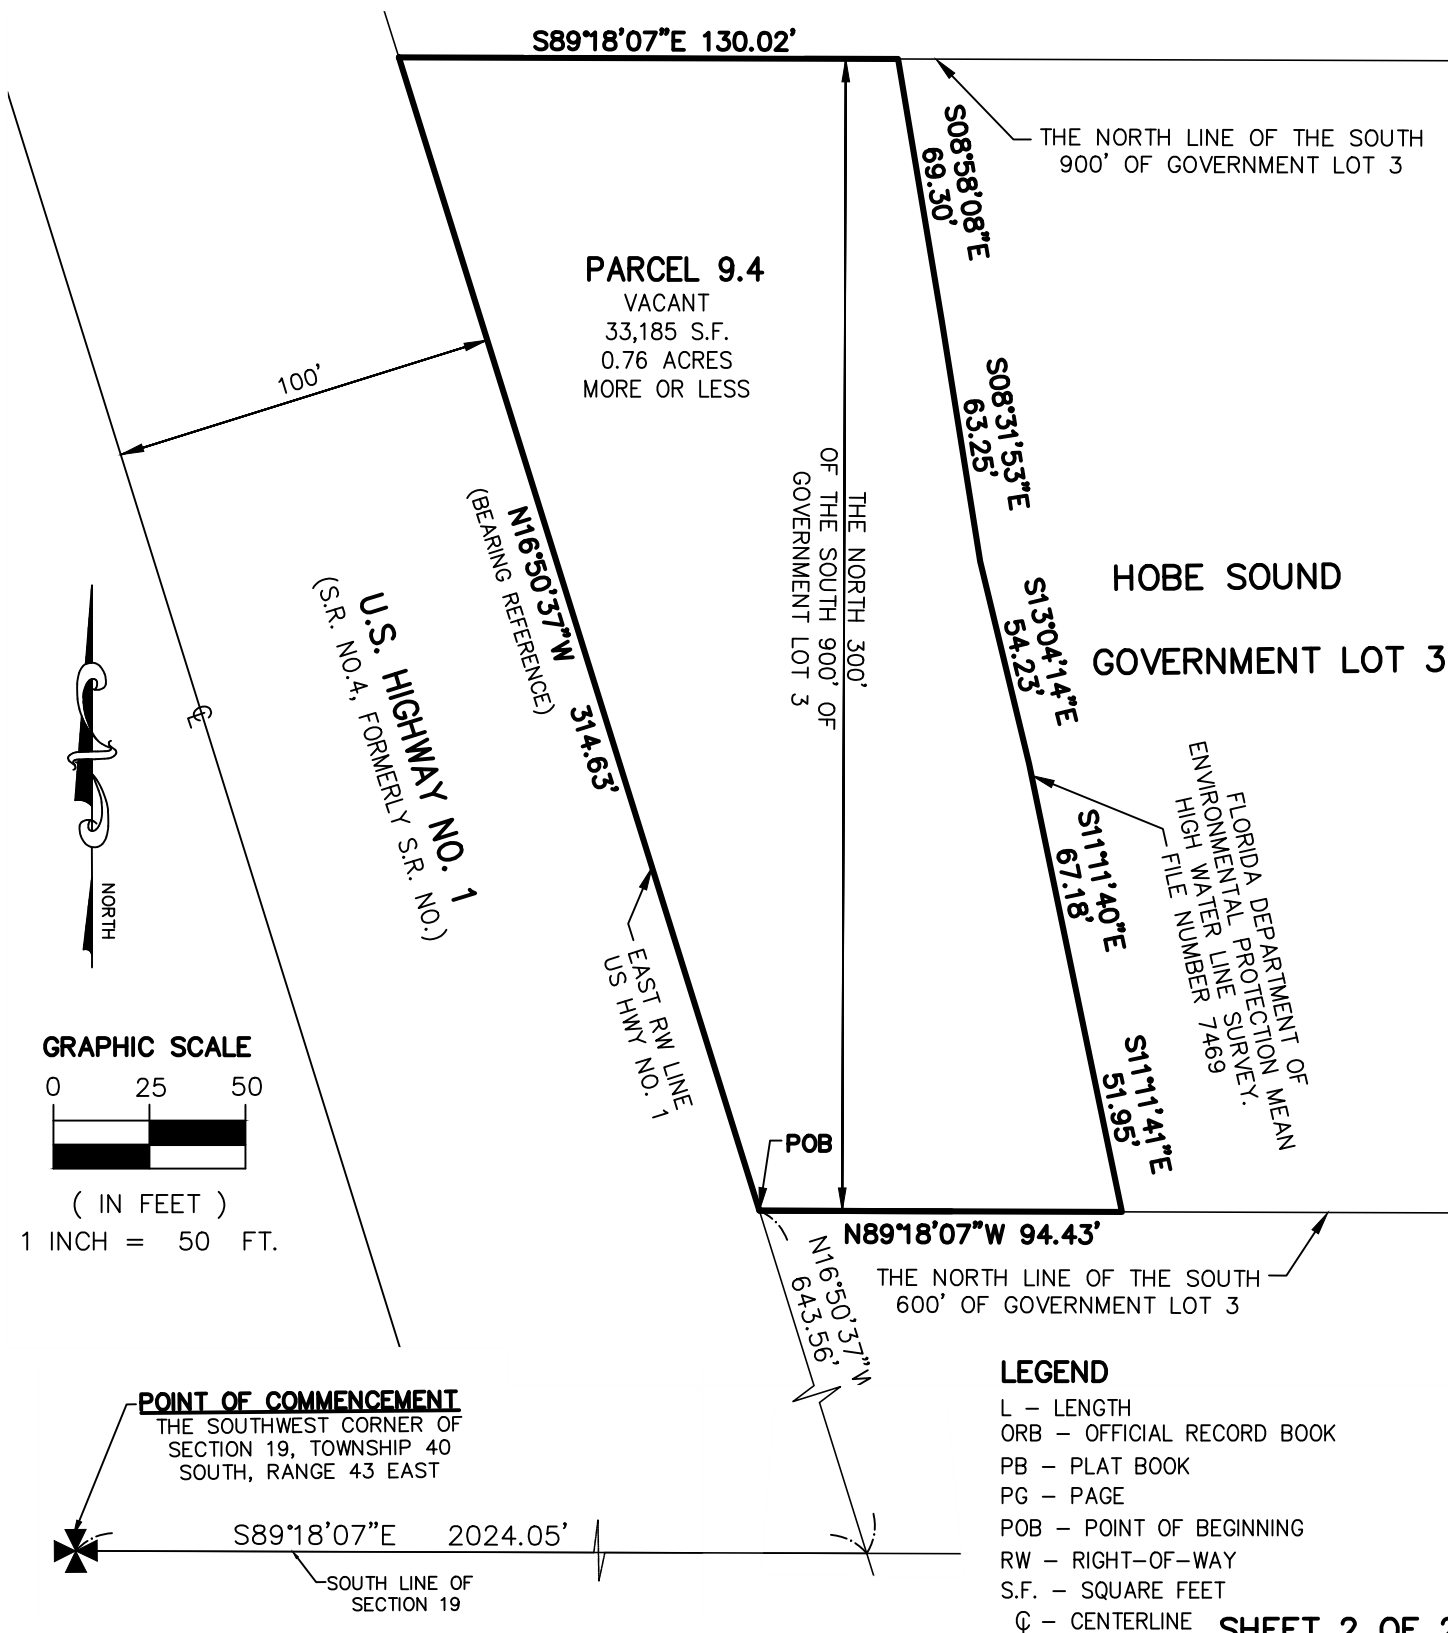 S89°18'07"E 130.02'
THE NORTH LINE OF THE SOUTH
900' OF GOVERNMENT LOT 3
S08°58'08"E
69.30'
PARCEL 9.4
VACANT
33,185 S.F.
0.76 ACRES
MORE OR LESS
100'
S08°31'53"E
63.25'
THE NORTH 300'
OF THE SOUTH 900' OF
GOVERNMENT LOT 3
N16°50'37"W 314.63'
(BEARING REFERENCE)
HOBE SOUND
GOVERNMENT LOT 3
S13°04'14"E
54.23'
U.S. HIGHWAY NO. 1
(S.R. NO.4, FORMERLY S.R. NO.)
℄
NORTH
FLORIDA DEPARTMENT OF
ENVIRONMENTAL PROTECTION MEAN
HIGH WATER LINE SURVEY.
FILE NUMBER 7469
S11°11'40"E
67.18'
EAST RW LINE
US HWY NO. 1
S11°11'41"E
51.95'
GRAPHIC SCALE
0 25 50
( IN FEET )
1 INCH = 50 FT.
POB
N89°18'07"W 94.43'
N16°50'37"W
643.56'
THE NORTH LINE OF THE SOUTH
600' OF GOVERNMENT LOT 3
POINT OF COMMENCEMENT
THE SOUTHWEST CORNER OF
SECTION 19, TOWNSHIP 40
SOUTH, RANGE 43 EAST
S89°18'07"E 2024.05'
SOUTH LINE OF
SECTION 19
LEGEND
L – LENGTH
ORB – OFFICIAL RECORD BOOK
PB – PLAT BOOK
PG – PAGE
POB – POINT OF BEGINNING
RW – RIGHT–OF–WAY
S.F. – SQUARE FEET
℄ – CENTERLINE
SHEET 2 OF